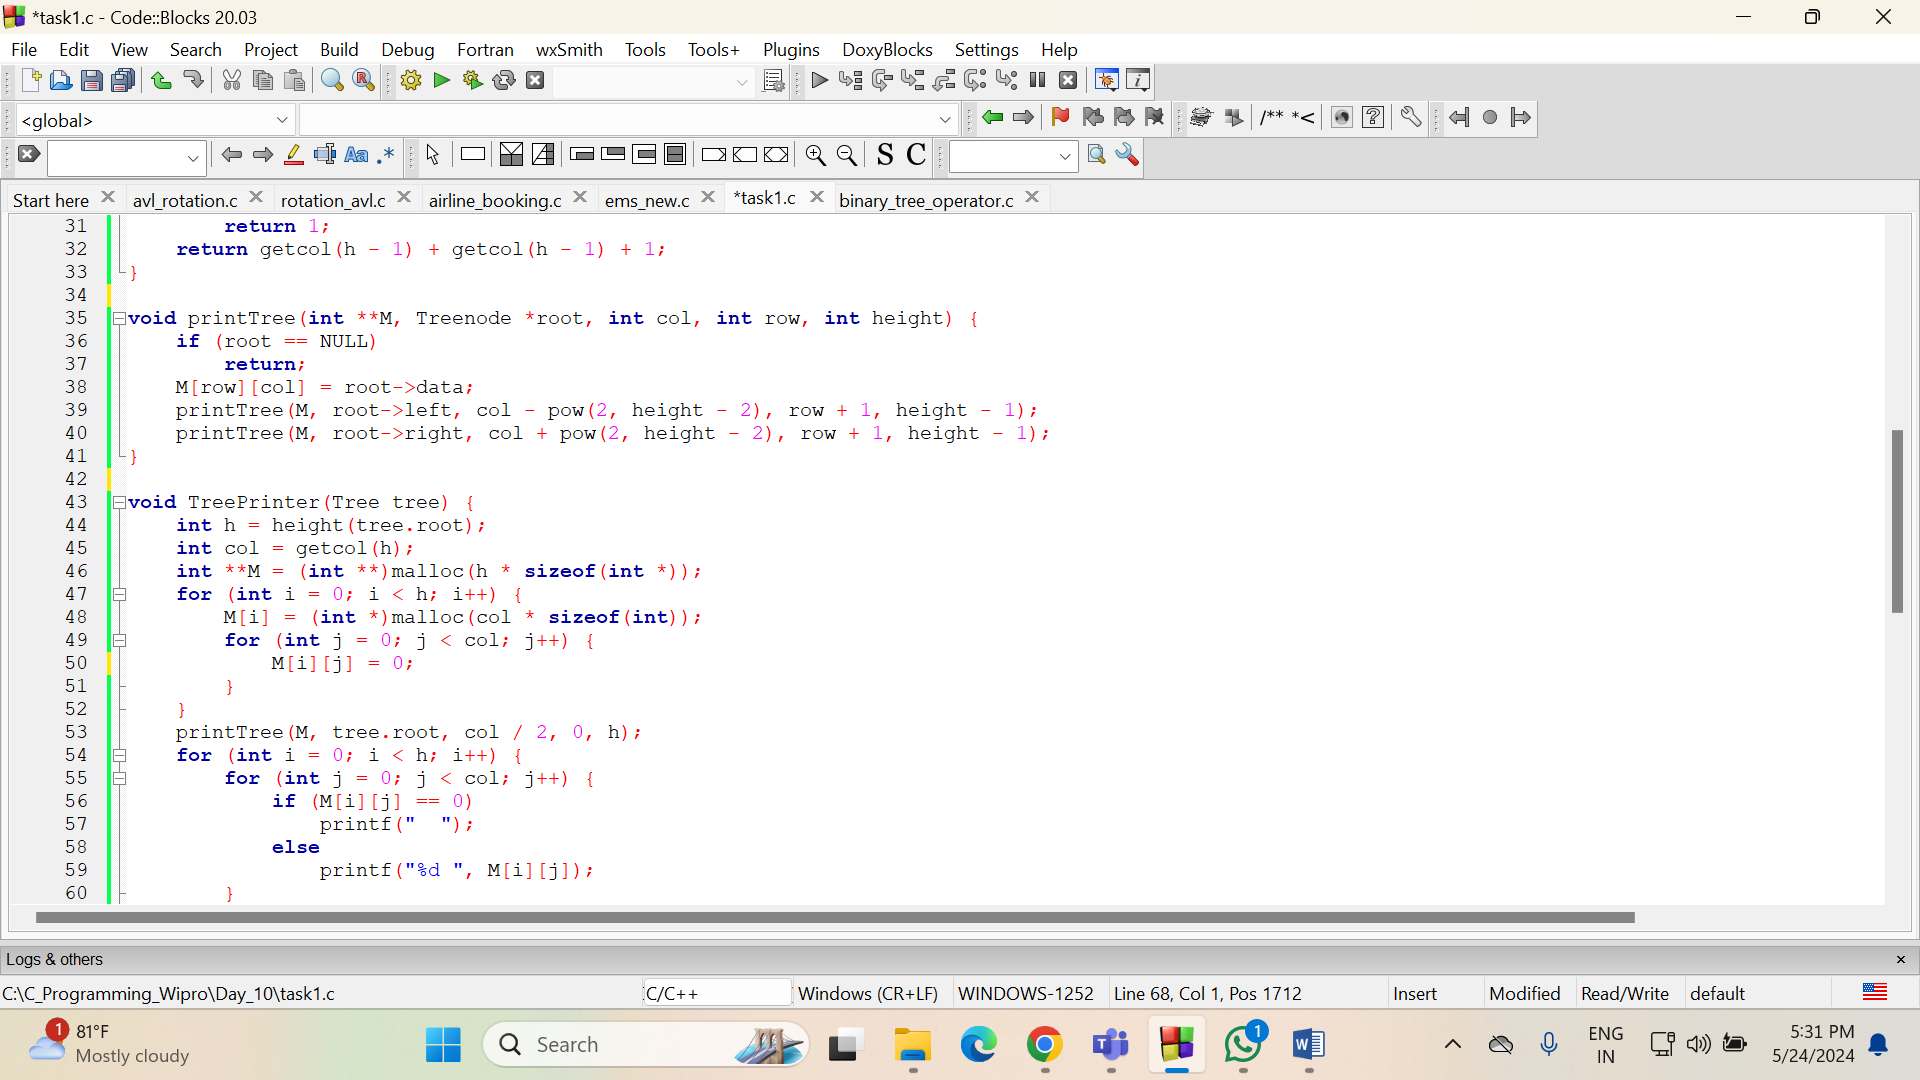 *task1.c - Code::Blocks 20.03
File Edit View Search Project Build Debug Fortran wxSmith Tools Tools+ Plugins DoxyBlocks Settings Help
<global>
/** *<
Aa .* S C
Start here avl_rotation.c rotation_avl.c airline_booking.c ems_new.c *task1.c binary_tree_operator.c
31 return 1;
32 return getcol(h - 1) + getcol(h - 1) + 1;
33 }
34
35 void printTree(int **M, Treenode *root, int col, int row, int height) {
36 if (root == NULL)
37 return;
38 M[row][col] = root->data;
39 printTree(M, root->left, col - pow(2, height - 2), row + 1, height - 1);
40 printTree(M, root->right, col + pow(2, height - 2), row + 1, height - 1);
41 }
42
43 void TreePrinter(Tree tree) {
44 int h = height(tree.root);
45 int col = getcol(h);
46 int **M = (int **)malloc(h * sizeof(int *));
47 for (int i = 0; i < h; i++) {
48 M[i] = (int *)malloc(col * sizeof(int));
49 for (int j = 0; j < col; j++) {
50 M[i][j] = 0;
51 }
52 }
53 printTree(M, tree.root, col / 2, 0, h);
54 for (int i = 0; i < h; i++) {
55 for (int j = 0; j < col; j++) {
56 if (M[i][j] == 0)
57 printf("  ");
58 else
59 printf("%d ", M[i][j]);
60 }
Logs & others
C:\C_Programming_Wipro\Day_10\task1.c C/C++ Windows (CR+LF) WINDOWS-1252 Line 68, Col 1, Pos 1712 Insert Modified Read/Write default
1 81°F
Mostly cloudy
Search
1
ENG
IN
5:31 PM
5/24/2024